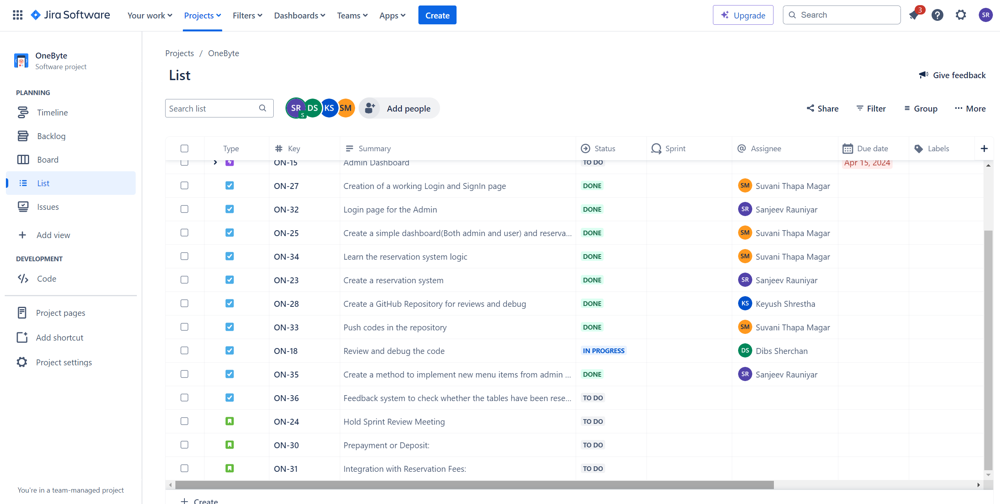 Jira Software Your work Projects Filters Dashboards Teams Apps Create Upgrade Search 3 SR
OneByte
Software project
PLANNING
Timeline
Backlog
Board
List
Issues
Add view
DEVELOPMENT
Code
Project pages
Add shortcut
Project settings
You're in a team-managed project
Projects / OneByte
List
Give feedback
Search list SR S DS KS SM Add people Share Filter Group More
Type Key Summary Status Sprint Assignee Due date Labels
ON-15 Admin Dashboard TO DO Apr 15, 2024
ON-27 Creation of a working Login and SignIn page DONE SM Suvani Thapa Magar
ON-32 Login page for the Admin DONE SR Sanjeev Rauniyar
ON-25 Create a simple dashboard(Both admin and user) and reserva... DONE SM Suvani Thapa Magar
ON-34 Learn the reservation system logic DONE SM Suvani Thapa Magar
ON-23 Create a reservation system DONE SR Sanjeev Rauniyar
ON-28 Create a GitHub Repository for reviews and debug DONE KS Keyush Shrestha
ON-33 Push codes in the repository DONE SM Suvani Thapa Magar
ON-18 Review and debug the code IN PROGRESS DS Dibs Sherchan
ON-35 Create a method to implement new menu items from admin ... DONE SR Sanjeev Rauniyar
ON-36 Feedback system to check whether the tables have been rese... TO DO
ON-24 Hold Sprint Review Meeting TO DO
ON-30 Prepayment or Deposit: TO DO
ON-31 Integration with Reservation Fees: TO DO
Create